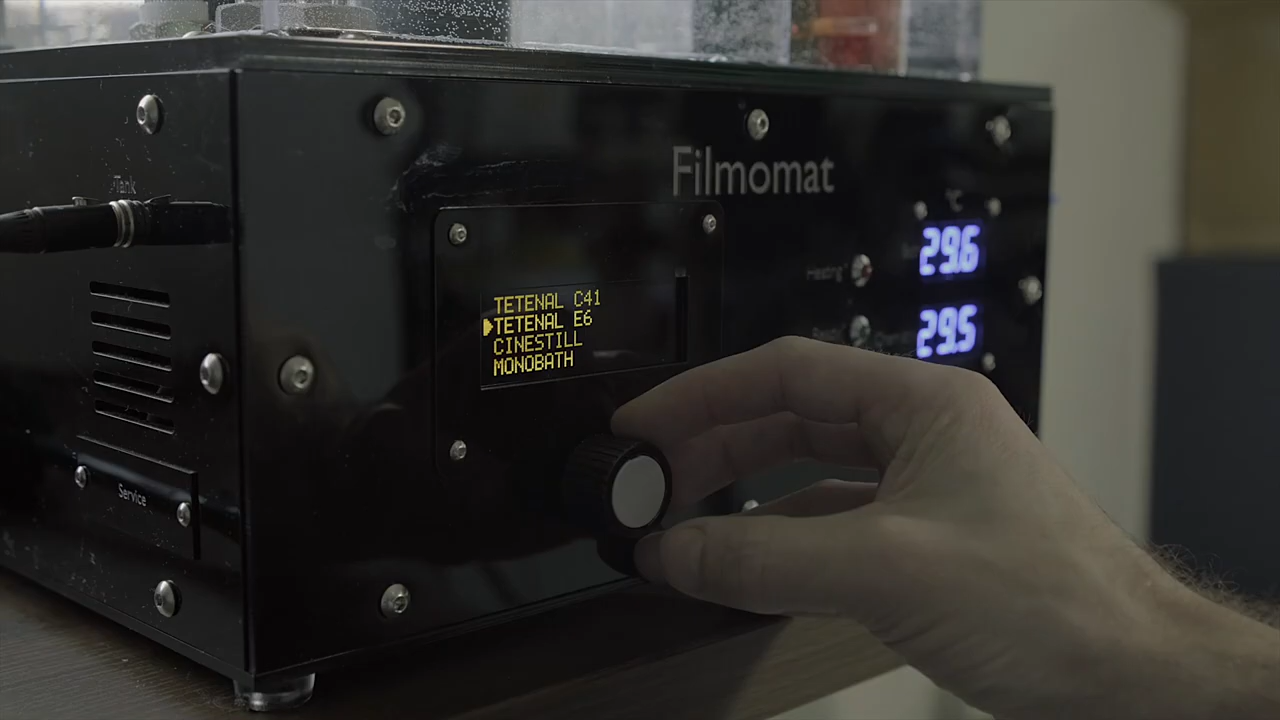 Tank
Filmomat
°C
29.6
Heating
29.5
TETENAL C41
TETENAL E6
CINESTILL
MONOBATH
Service